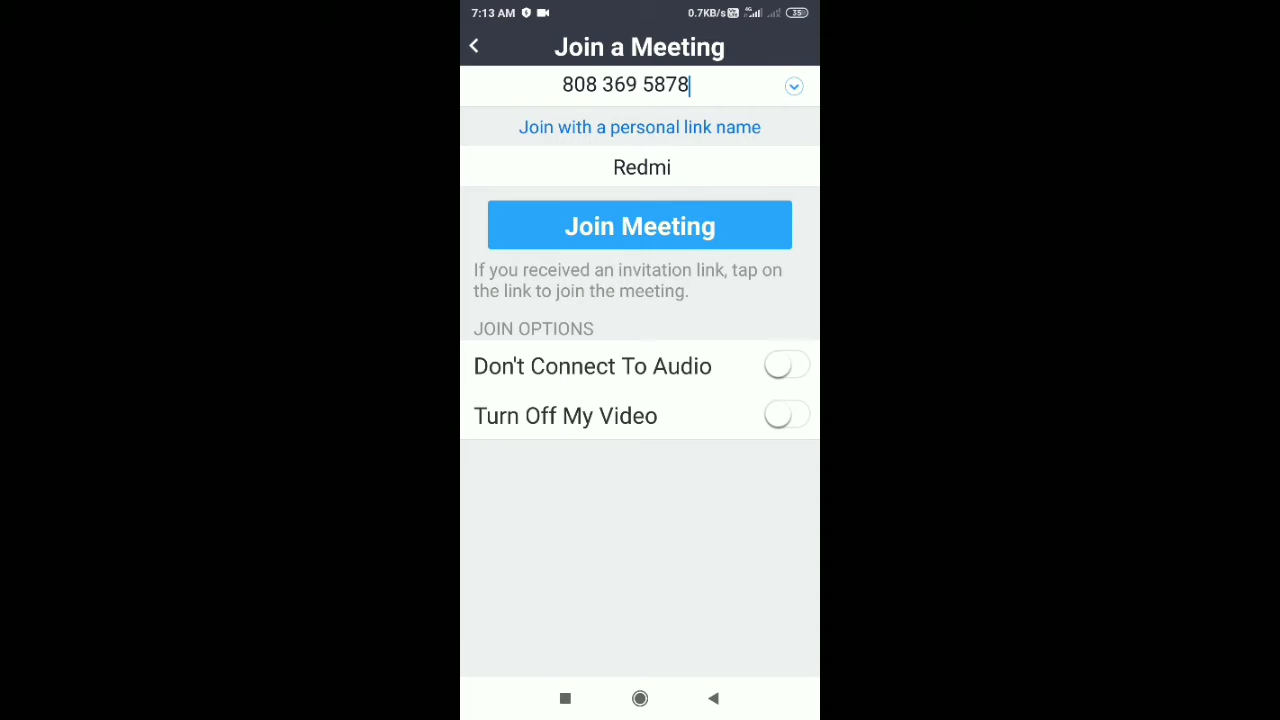 7:13 AM 0.7KB/s 4G 35
Join a Meeting
808 369 5878
Join with a personal link name
Redmi
Join Meeting
If you received an invitation link, tap on
the link to join the meeting.
JOIN OPTIONS
Don't Connect To Audio
Turn Off My Video